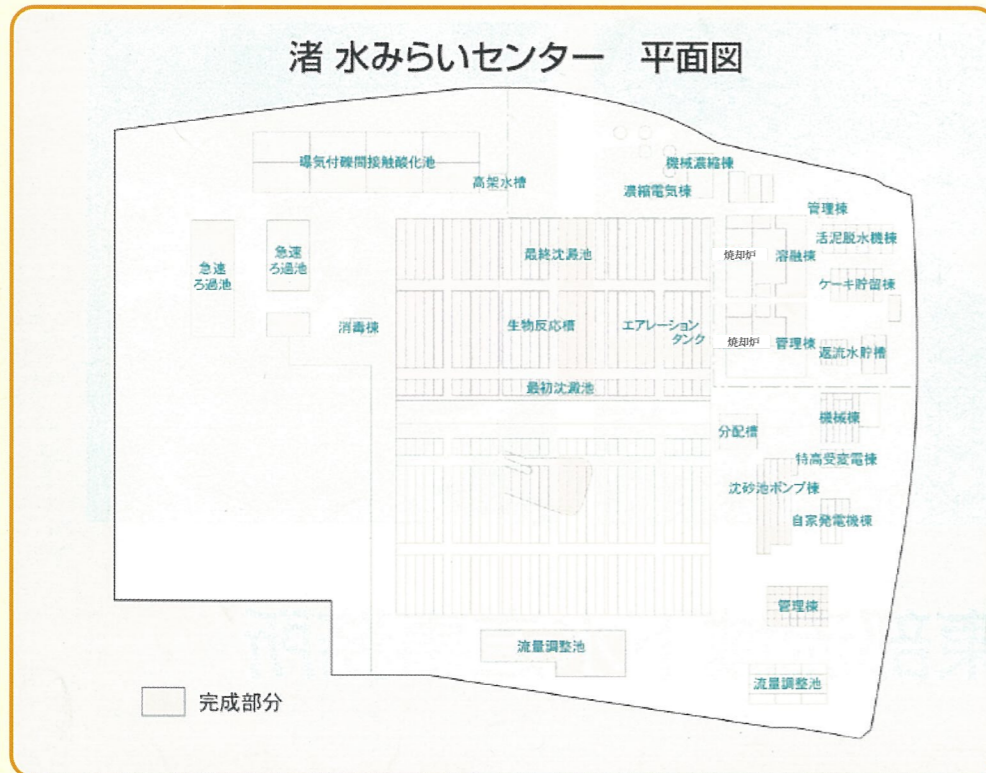 渚 水みらいセンター 平面図
曝気付礫間接触酸化池
高架水槽
機械濃縮棟
濃縮電気棟
管理棟
活泥脱水機棟
ケーキ貯留棟
溶融棟
焼却炉
最終沈澱池
急速
ろ過池
急速
ろ過池
消毒棟
生物反応槽
エアレーション
タンク
焼却炉
管理棟
返流水貯槽
最初沈澱池
分配槽
機械棟
特高受変電棟
沈砂池ポンプ棟
自家発電機棟
管理棟
流量調整池
流量調整池
完成部分